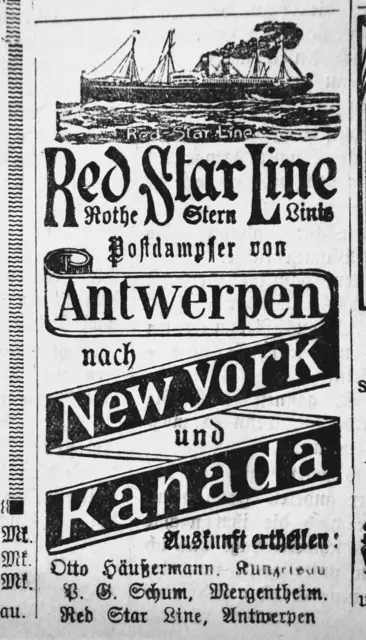 Red Star Line
Red Star Line
Rothe Stern Linie
Postdampfer von
Antwerpen
nach
New York
und
Kanada
Auskunft ertheilen:
Otto Häußermann, Künzelsau
P. G. Schum, Mergentheim.
Red Star Line, Antwerpen
Mk.
Mk.
Mk.
au.